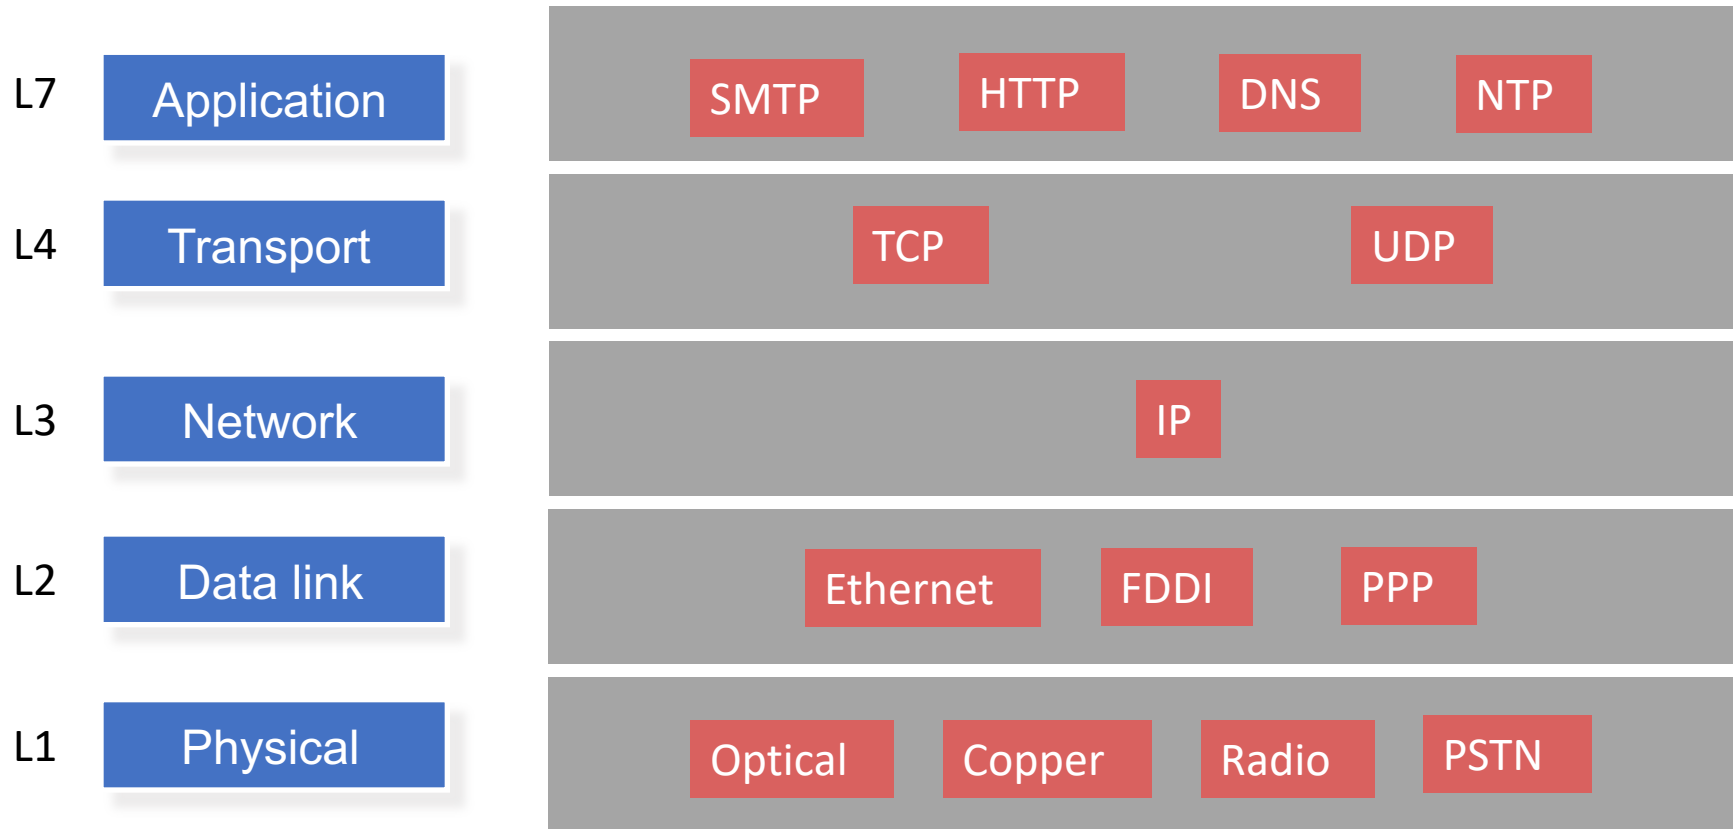 L7 Application SMTP HTTP DNS NTP
L4 Transport TCP UDP
L3 Network IP
L2 Data link Ethernet FDDI PPP
L1 Physical Optical Copper Radio PSTN